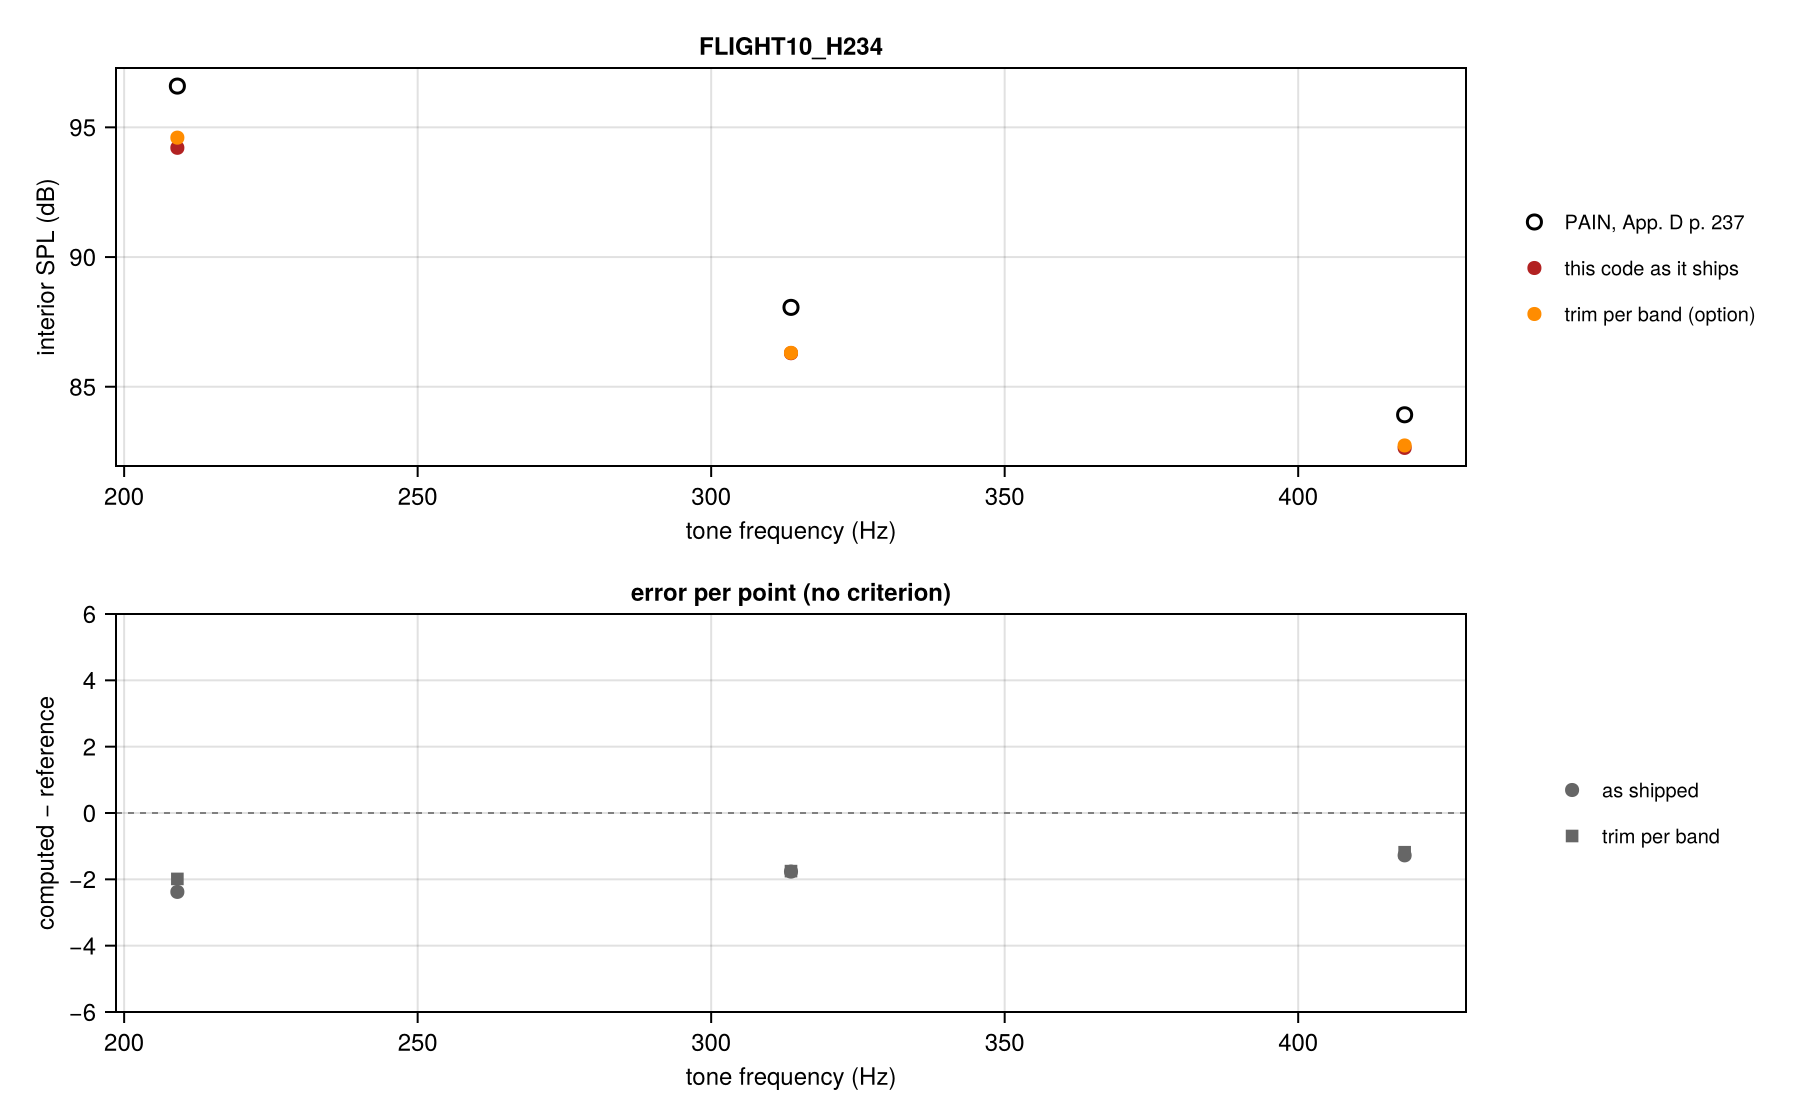 FLIGHT10_H234
95
90
85
interior SPL (dB)
200 250 300 350 400
tone frequency (Hz)
PAIN, App. D p. 237
this code as it ships
trim per band (option)
error per point (no criterion)
6
4
2
0
−2
−4
−6
computed − reference
200 250 300 350 400
tone frequency (Hz)
as shipped
trim per band